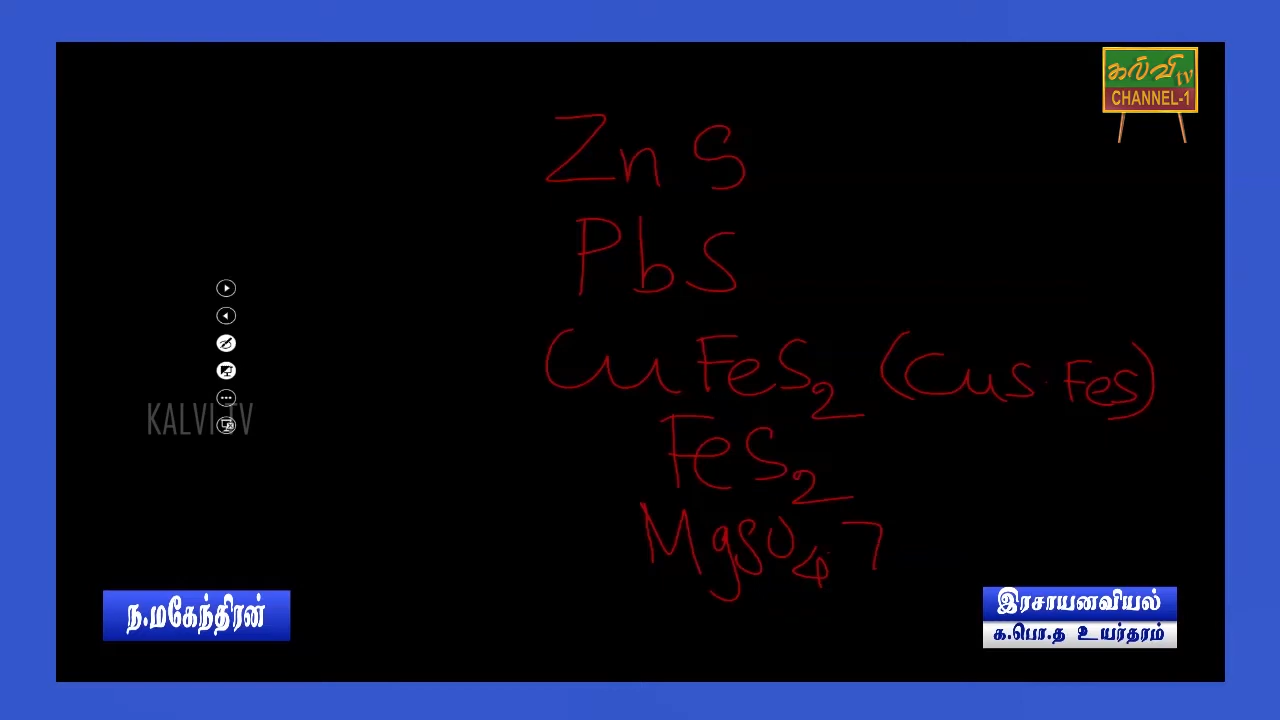 கல்வி tv
CHANNEL-1
ZnS
PbS
CuFeS2 (CuS·FeS)
FeS2
MgSO4 7
KALVI TV
ந.மகேந்திரன்
இரசாயனவியல்
க.பொ.த உயர்தரம்